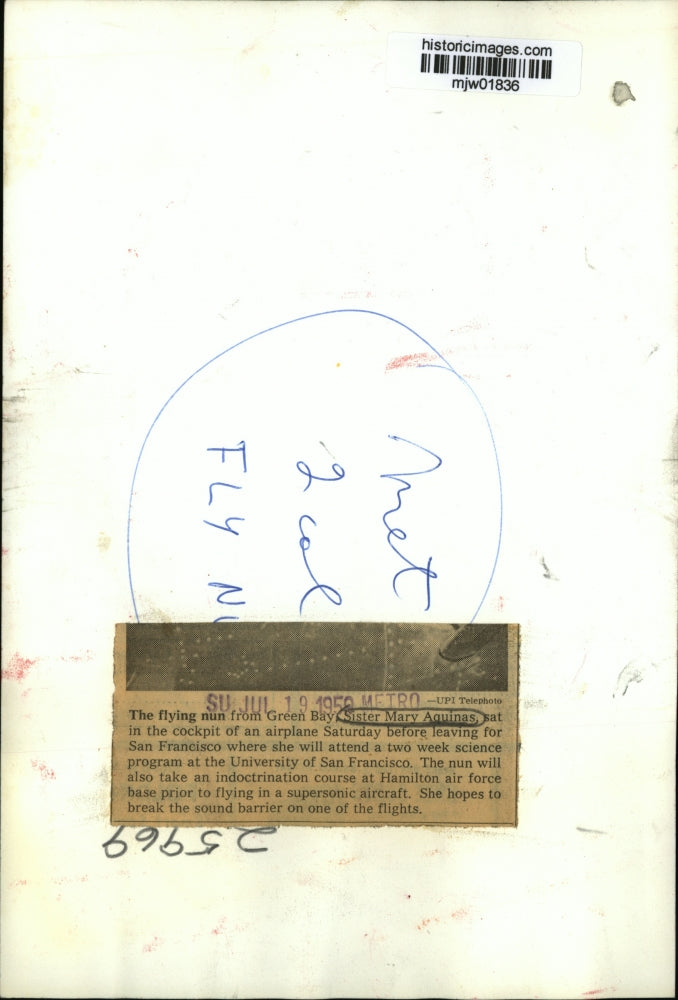 historicimages.com
mjw01836
Met
2 col
FLY
SU JUL 19 1959 METRO
—UPI Telephoto
The flying nun from Green Bay, Sister Mary Aquinas, sat
in the cockpit of an airplane Saturday before leaving for
San Francisco where she will attend a two week science
program at the University of San Francisco. The nun will
also take an indoctrination course at Hamilton air force
base prior to flying in a supersonic aircraft. She hopes to
break the sound barrier on one of the flights.
25969